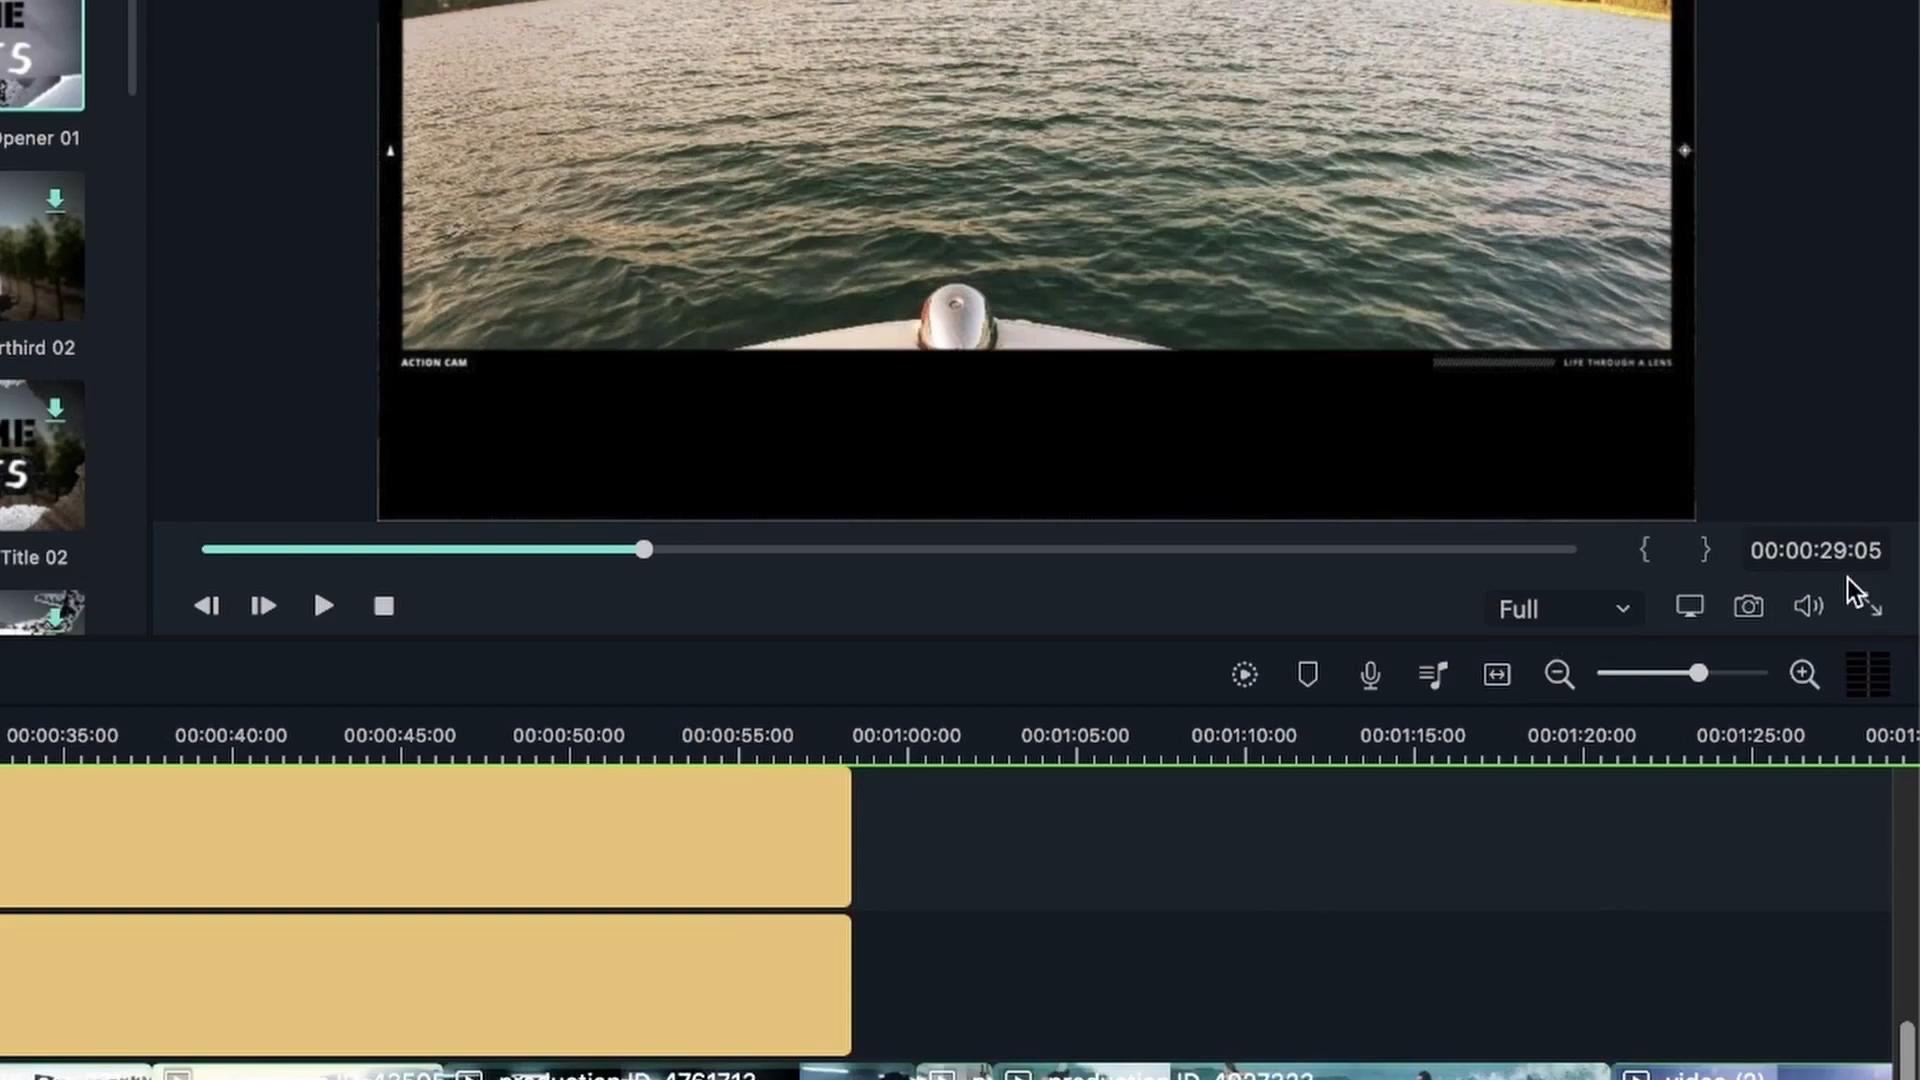 Opener 01
rthird 02
Title 02
ACTION CAM
LIFE THROUGH A LENS
{ } 00:00:29:05
Full
00:00:35:00 00:00:40:00 00:00:45:00 00:00:50:00 00:00:55:00 00:01:00:00 00:01:05:00 00:01:10:00 00:01:15:00 00:01:20:00 00:01:25:00 00:01:
production ID_4761713
video (2)